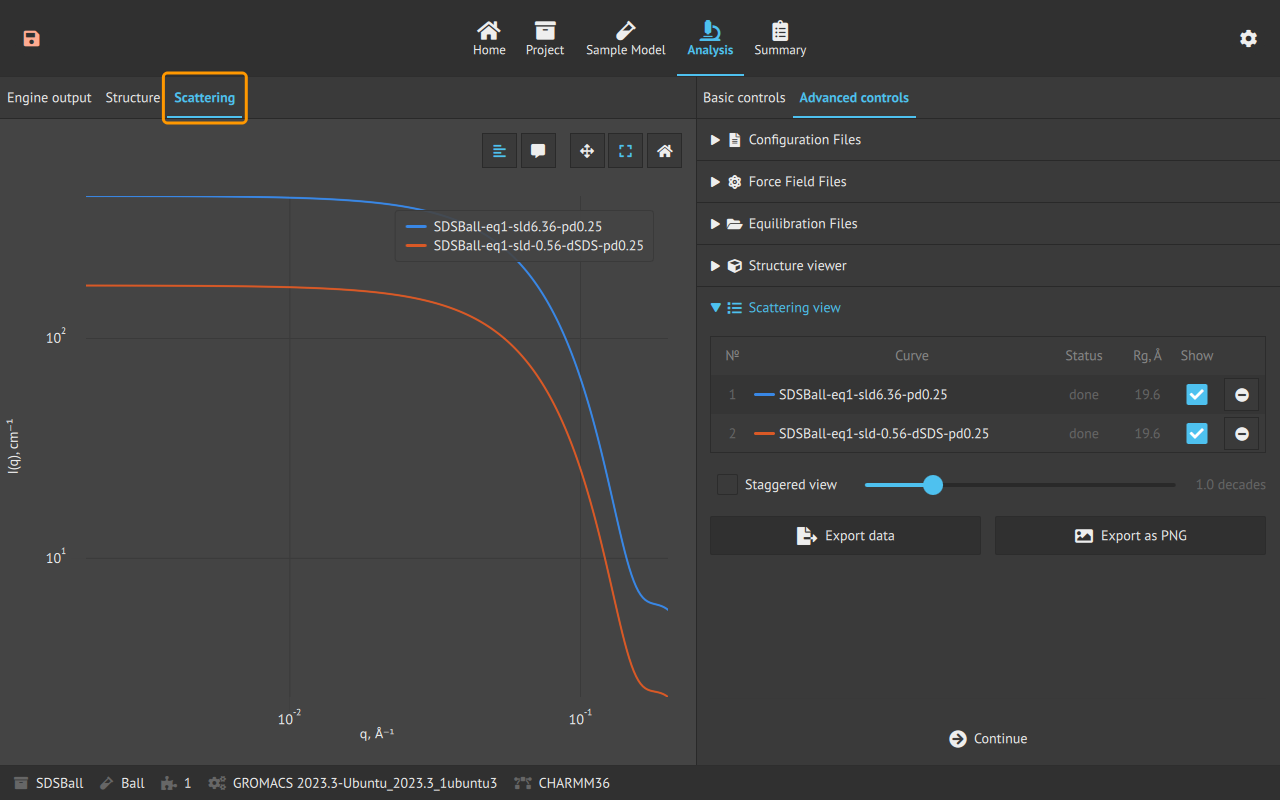 Home Project Sample Model Analysis Summary
Engine output Structure Scattering
Basic controls Advanced controls
Configuration Files
Force Field Files
Equilibration Files
Structure viewer
Scattering view
SDSBall-eq1-sld6.36-pd0.25
SDSBall-eq1-sld-0.56-dSDS-pd0.25
10²
10¹
I(q), cm⁻¹
10⁻² 10⁻¹
q, Å⁻¹
Nº Curve Status Rg, Å Show
1 SDSBall-eq1-sld6.36-pd0.25 done 19.6
2 SDSBall-eq1-sld-0.56-dSDS-pd0.25 done 19.6
Staggered view 1.0 decades
Export data Export as PNG
Continue
SDSBall Ball 1 GROMACS 2023.3-Ubuntu_2023.3_1ubuntu3 CHARMM36